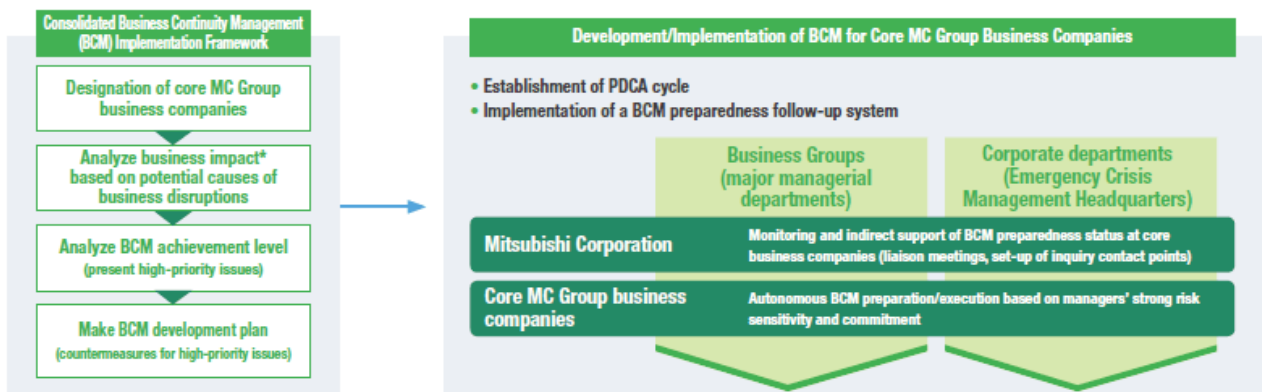 Consolidated Business Continuity Management
(BCM) Implementation Framework
Designation of core MC Group
business companies
Analyze business impact*
based on potential causes of
business disruptions
Analyze BCM achievement level
(present high-priority issues)
Make BCM development plan
(countermeasures for high-priority issues)
Development/Implementation of BCM for Core MC Group Business Companies
• Establishment of PDCA cycle
• Implementation of a BCM preparedness follow-up system
Business Groups
(major managerial
departments)
Corporate departments
(Emergency Crisis
Management Headquarters)
Mitsubishi Corporation
Monitoring and indirect support of BCM preparedness status at core
business companies (liaison meetings, set-up of inquiry contact points)
Core MC Group business
companies
Autonomous BCM preparation/execution based on managers' strong risk
sensitivity and commitment